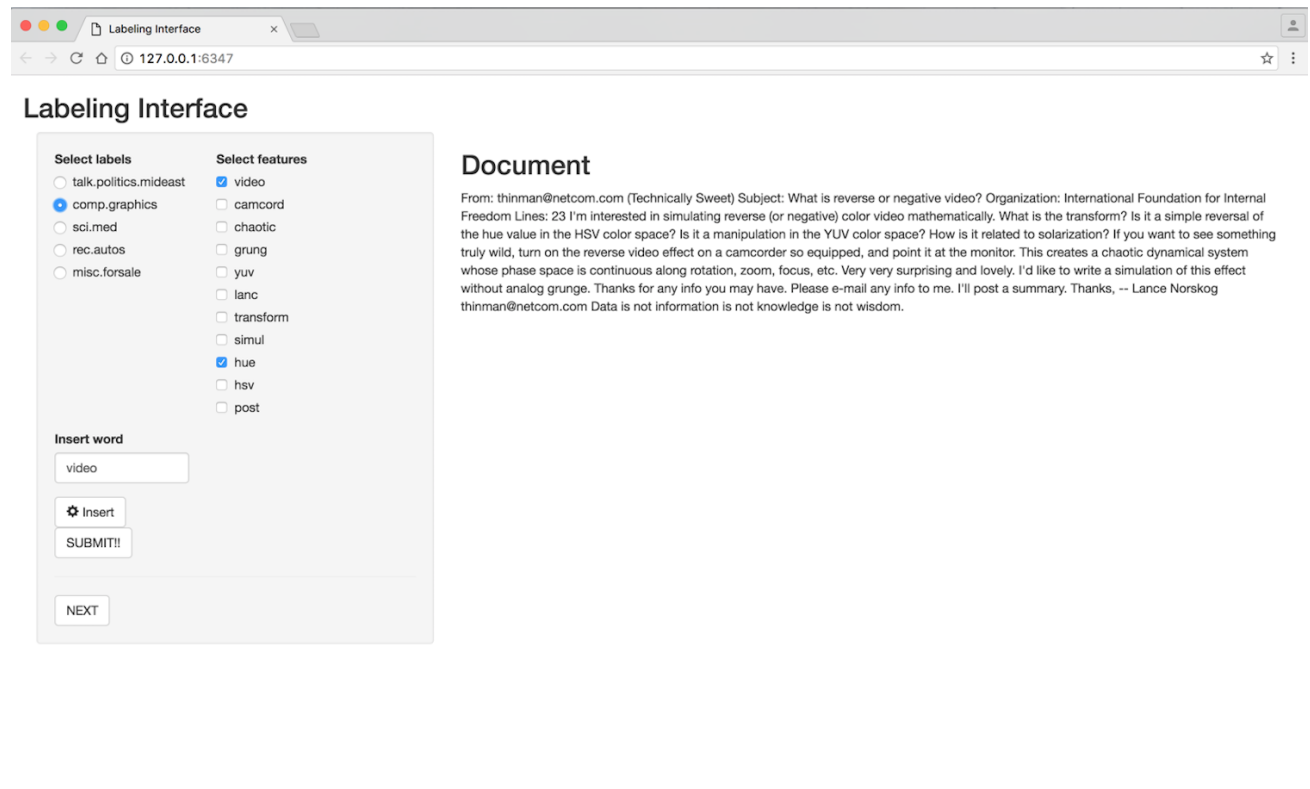 Labeling Interface
127.0.0.1:6347
Labeling Interface
Select labels
talk.politics.mideast
comp.graphics
sci.med
rec.autos
misc.forsale
Select features
video
camcord
chaotic
grung
yuv
lanc
transform
simul
hue
hsv
post
Insert word
video
Insert
SUBMIT!!
NEXT
Document
From: thinman@netcom.com (Technically Sweet) Subject: What is reverse or negative video? Organization: International Foundation for Internal
Freedom Lines: 23 I'm interested in simulating reverse (or negative) color video mathematically. What is the transform? Is it a simple reversal of
the hue value in the HSV color space? Is it a manipulation in the YUV color space? How is it related to solarization? If you want to see something
truly wild, turn on the reverse video effect on a camcorder so equipped, and point it at the monitor. This creates a chaotic dynamical system
whose phase space is continuous along rotation, zoom, focus, etc. Very very surprising and lovely. I'd like to write a simulation of this effect
without analog grunge. Thanks for any info you may have. Please e-mail any info to me. I'll post a summary. Thanks, -- Lance Norskog
thinman@netcom.com Data is not information is not knowledge is not wisdom.